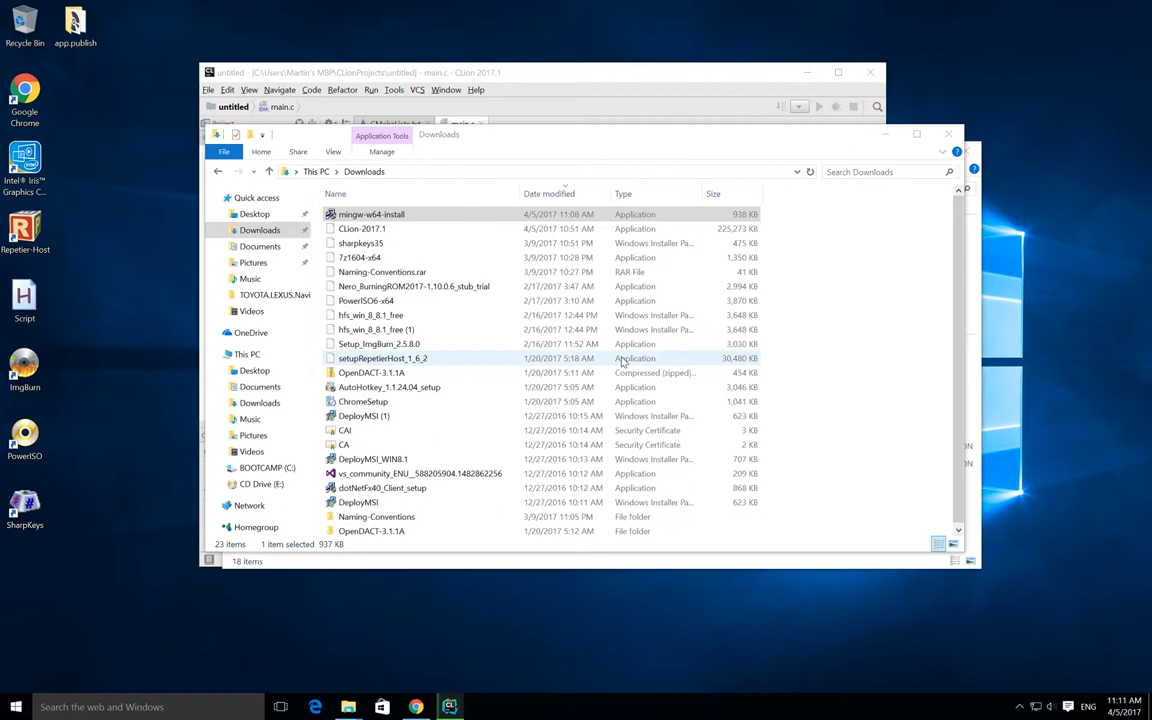 Recycle Bin
app.publish
Google
Chrome
Intel® Iris™
Graphics C...
Repetier-Host
Script
ImgBurn
PowerISO
SharpKeys
untitled - [C:\Users\Martin's MBP\CLionProjects\untitled] - main.c - CLion 2017.1
File Edit View Navigate Code Refactor Run Tools VCS Window Help
untitled main.c
Application Tools Downloads
File Home Share View Manage
This PC Downloads
Search Downloads
Name Date modified Type Size
Quick access
Desktop
Downloads
Documents
Pictures
Music
TOYOTA.LEXUS.Navi
Videos
OneDrive
This PC
Desktop
Documents
Downloads
Music
Pictures
Videos
BOOTCAMP (C:)
CD Drive (E:)
Network
Homegroup
mingw-w64-install 4/5/2017 11:08 AM Application 938 KB
CLion-2017.1 4/5/2017 10:51 AM Application 225,273 KB
sharpkeys35 3/9/2017 10:51 PM Windows Installer Pa... 475 KB
7z1604-x64 3/9/2017 10:28 PM Application 1,350 KB
Naming-Conventions.rar 3/9/2017 10:27 PM RAR File 41 KB
Nero_BurningROM2017-1.10.0.6_stub_trial 2/17/2017 3:47 AM Application 2,994 KB
PowerISO6-x64 2/17/2017 3:10 AM Application 3,870 KB
hfs_win_8_8.1_free 2/16/2017 12:44 PM Windows Installer Pa... 3,648 KB
hfs_win_8_8.1_free (1) 2/16/2017 12:44 PM Windows Installer Pa... 3,648 KB
Setup_ImgBurn_2.5.8.0 2/16/2017 11:52 AM Application 3,030 KB
setupRepetierHost_1_6_2 1/20/2017 5:18 AM Application 30,480 KB
OpenDACT-3.1.1A 1/20/2017 5:11 AM Compressed (zipped)... 454 KB
AutoHotkey_1.1.24.04_setup 1/20/2017 5:05 AM Application 3,046 KB
ChromeSetup 1/20/2017 5:05 AM Application 1,041 KB
DeployMSI (1) 12/27/2016 10:15 AM Windows Installer Pa... 623 KB
CAI 12/27/2016 10:14 AM Security Certificate 3 KB
CA 12/27/2016 10:14 AM Security Certificate 2 KB
DeployMSI_WIN8.1 12/27/2016 10:13 AM Windows Installer Pa... 707 KB
vs_community_ENU__588205904.1482862256 12/27/2016 10:12 AM Application 209 KB
dotNetFx40_Client_setup 12/27/2016 10:12 AM Application 868 KB
DeployMSI 12/27/2016 10:11 AM Windows Installer Pa... 623 KB
Naming-Conventions 3/9/2017 11:05 PM File folder
OpenDACT-3.1.1A 1/20/2017 5:12 AM File folder
23 items 1 item selected 937 KB
18 items
Search the web and Windows
ENG
11:11 AM
4/5/2017